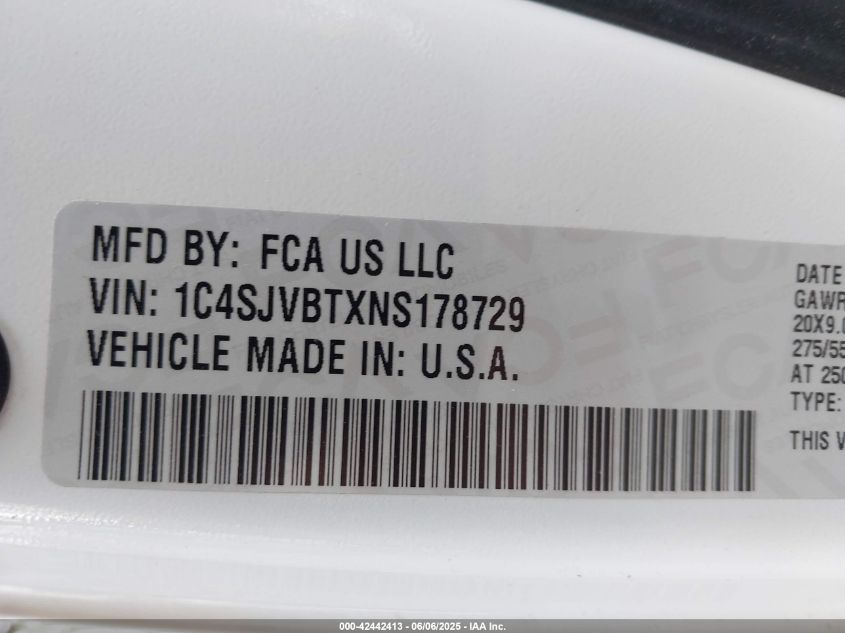 MFD BY: FCA US LLC
VIN: 1C4SJVBTXNS178729
VEHICLE MADE IN: U.S.A.
DATE
GAWR
20X9.0
275/55
AT 250
TYPE:
THIS V
000-42442413 - 06/06/2025 - IAA Inc.